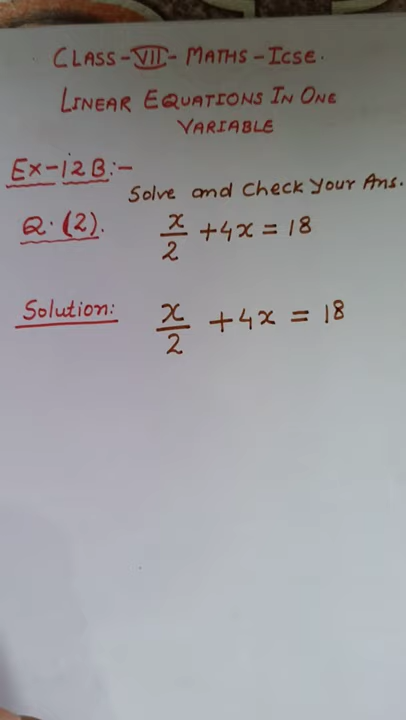 CLASS-VII-MATHS-ICSE.
LINEAR EQUATIONS IN ONE
VARIABLE
Ex-12B:-
Solve and Check Your Ans.
Q.(2). x/2 +4x = 18
Solution: x/2 +4x = 18